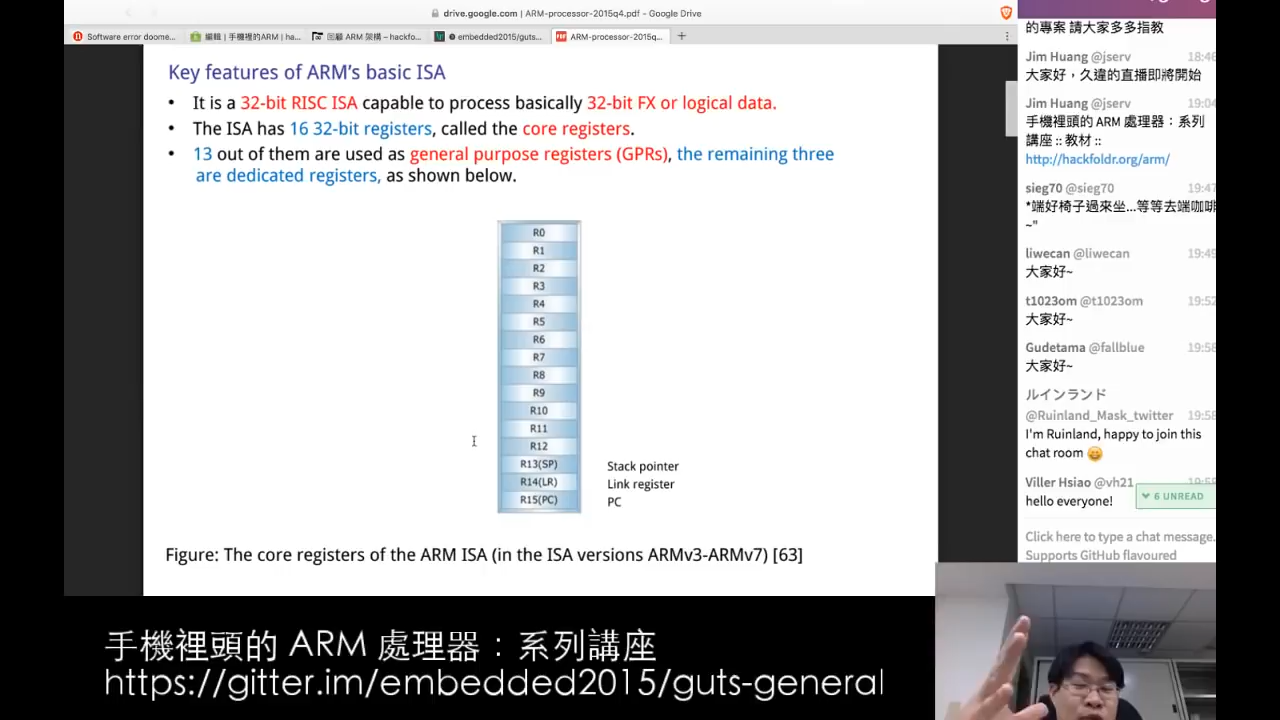 drive.google.com | ARM-processor-2015q4.pdf - Google Drive
Software error doome...
編輯 | 手機裡的ARM | ha...
回顧 ARM 架構 – hackfo...
embedded2015/guts...
ARM-processor-2015q...
Key features of ARM's basic ISA
• It is a 32-bit RISC ISA capable to process basically 32-bit FX or logical data.
• The ISA has 16 32-bit registers, called the core registers.
• 13 out of them are used as general purpose registers (GPRs), the remaining three
are dedicated registers, as shown below.
R0
R1
R2
R3
R4
R5
R6
R7
R8
R9
R10
R11
R12
R13(SP) Stack pointer
R14(LR) Link register
R15(PC) PC
Figure: The core registers of the ARM ISA (in the ISA versions ARMv3-ARMv7) [63]
的專案 請大家多多指教
Jim Huang @jserv 18:46
大家好，久違的直播即將開始
Jim Huang @jserv 19:04
手機裡頭的 ARM 處理器：系列
講座 :: 教材 ::
http://hackfoldr.org/arm/
sieg70 @sieg70 19:47
*端好椅子過來坐...等等去端咖啡
~"
liwecan @liwecan 19:49
大家好~
t1023om @t1023om 19:52
大家好~
Gudetama @fallblue 19:58
大家好~
ルインランド
@Ruinland_Mask_twitter 19:58
I'm Ruinland, happy to join this
chat room
Viller Hsiao @vh21
hello everyone!
6 UNREAD
Click here to type a chat message.
Supports GitHub flavoured
手機裡頭的 ARM 處理器：系列講座
https://gitter.im/embedded2015/guts-general